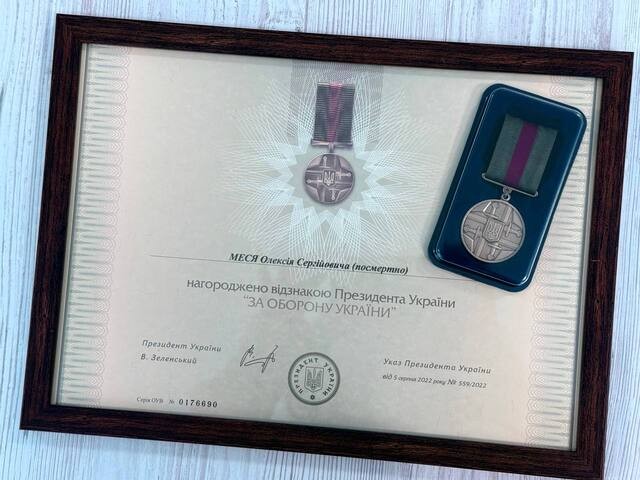 МЕСЯ Олексія Сергійовича (посмертно)
нагороджено відзнакою Президента України
“ЗА ОБОРОНУ УКРАЇНИ”
Президент України
В. Зеленський
ПРЕЗИДЕНТ УКРАЇНИ
Указ Президента України
від 5 серпня 2022 року № 559/2022
Серія ОУВ № 0176690